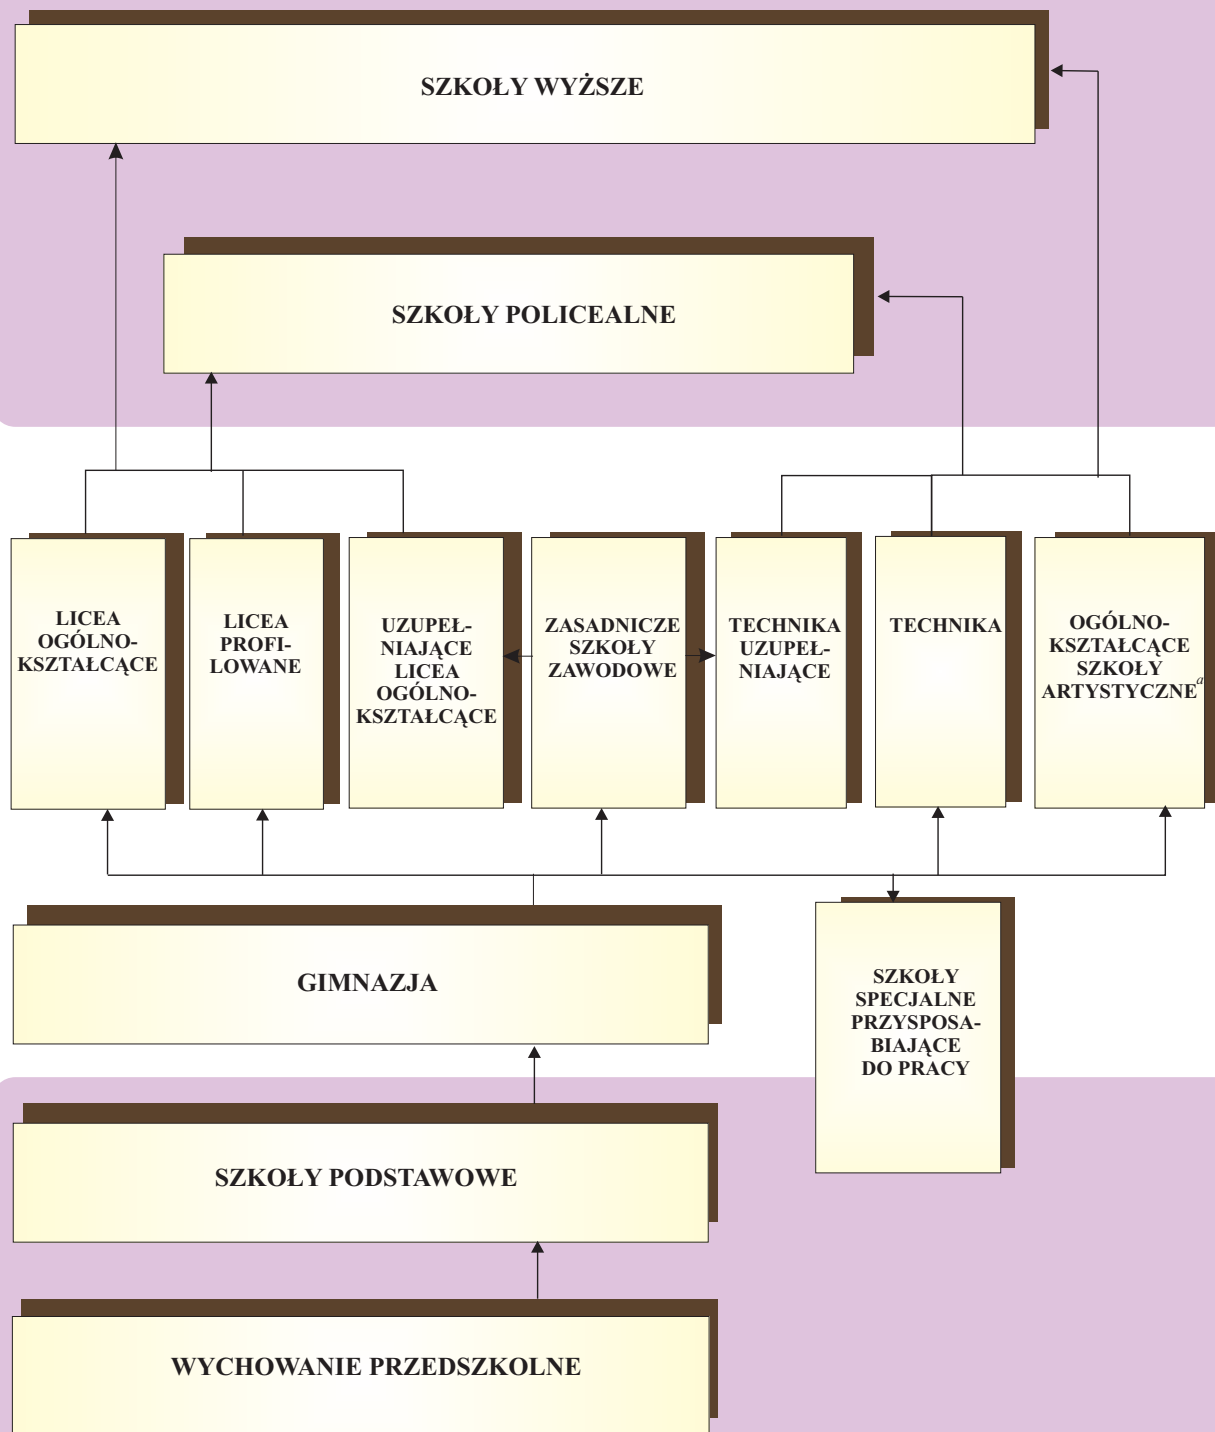 SZKOŁY WYŻSZE
SZKOŁY POLICEALNE
LICEA
OGÓLNO-
KSZTAŁCĄCE
LICEA
PROFI-
LOWANE
UZUPEŁ-
NIAJĄCE
LICEA
OGÓLNO-
KSZTAŁCĄCE
ZASADNICZE
SZKOŁY
ZAWODOWE
TECHNIKA
UZUPEŁ-
NIAJĄCE
TECHNIKA
OGÓLNO-
KSZTAŁCĄCE
SZKOŁY
ARTYSTYCZNE a
GIMNAZJA
SZKOŁY
SPECJALNE
PRZYSPOSA-
BIAJĄCE
DO PRACY
SZKOŁY PODSTAWOWE
WYCHOWANIE PRZEDSZKOLNE